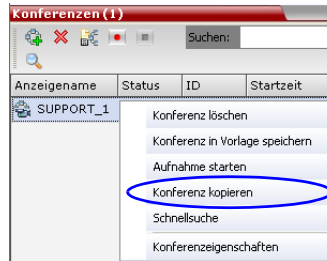 Konferenzen (1)
Suchen:
Anzeigename Status ID Startzeit
SUPPORT_1
Konferenz löschen
Konferenz in Vorlage speichern
Aufnahme starten
Konferenz kopieren
Schnellsuche
Konferenzeigenschaften